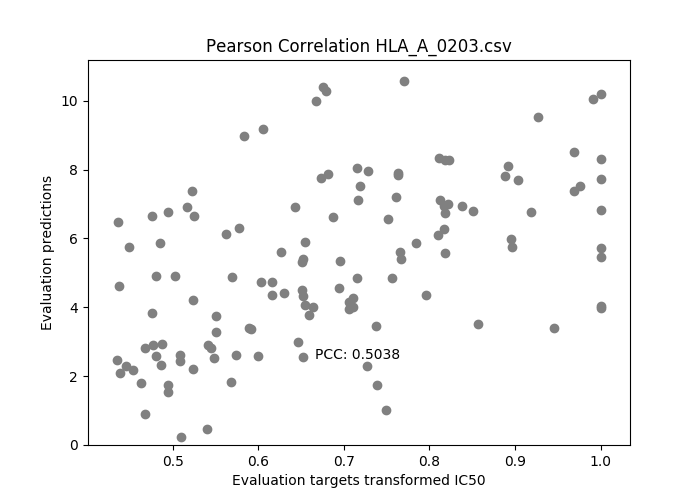 Pearson Correlation HLA_A_0203.csv
Evaluation predictions
10
8
6
4
2
0
PCC: 0.5038
0.5 0.6 0.7 0.8 0.9 1.0
Evaluation targets transformed IC50